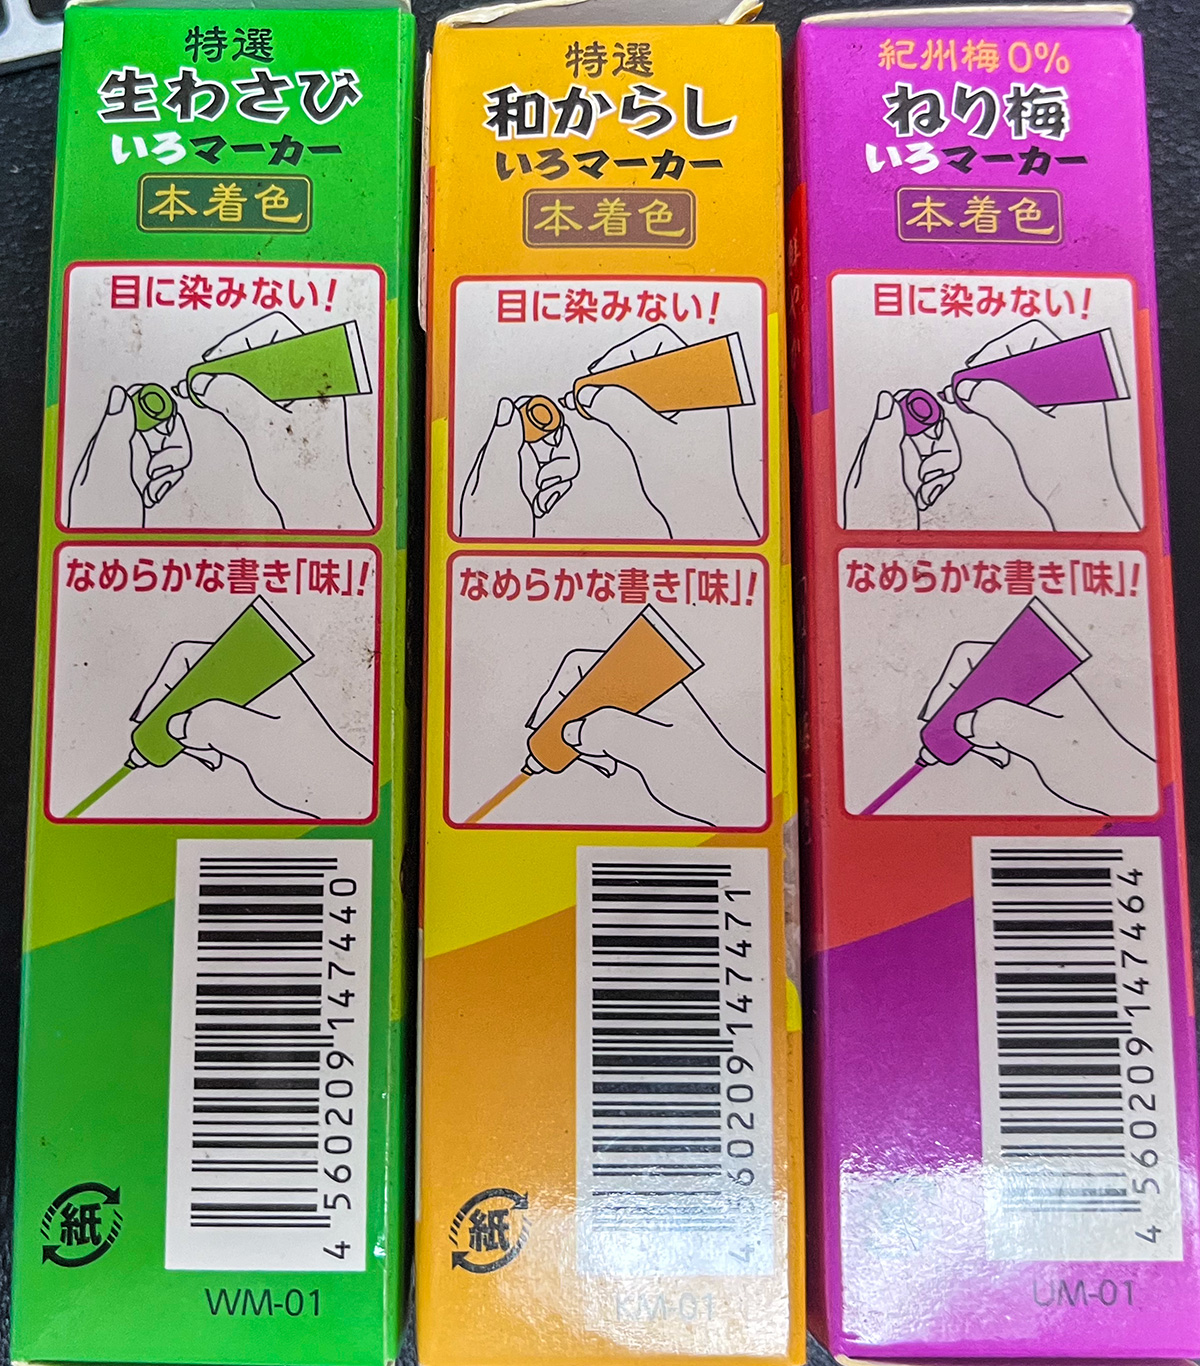 特選
生わさび
いろマーカー
本着色
目に染みない！
なめらかな書き「味」！
4560209147440
紙
WM-01
特選
和からし
いろマーカー
本着色
目に染みない！
なめらかな書き「味」！
4560209147471
紙
KM-01
紀州梅0%
ねり梅
いろマーカー
本着色
目に染みない！
なめらかな書き「味」！
4560209147464
UM-01